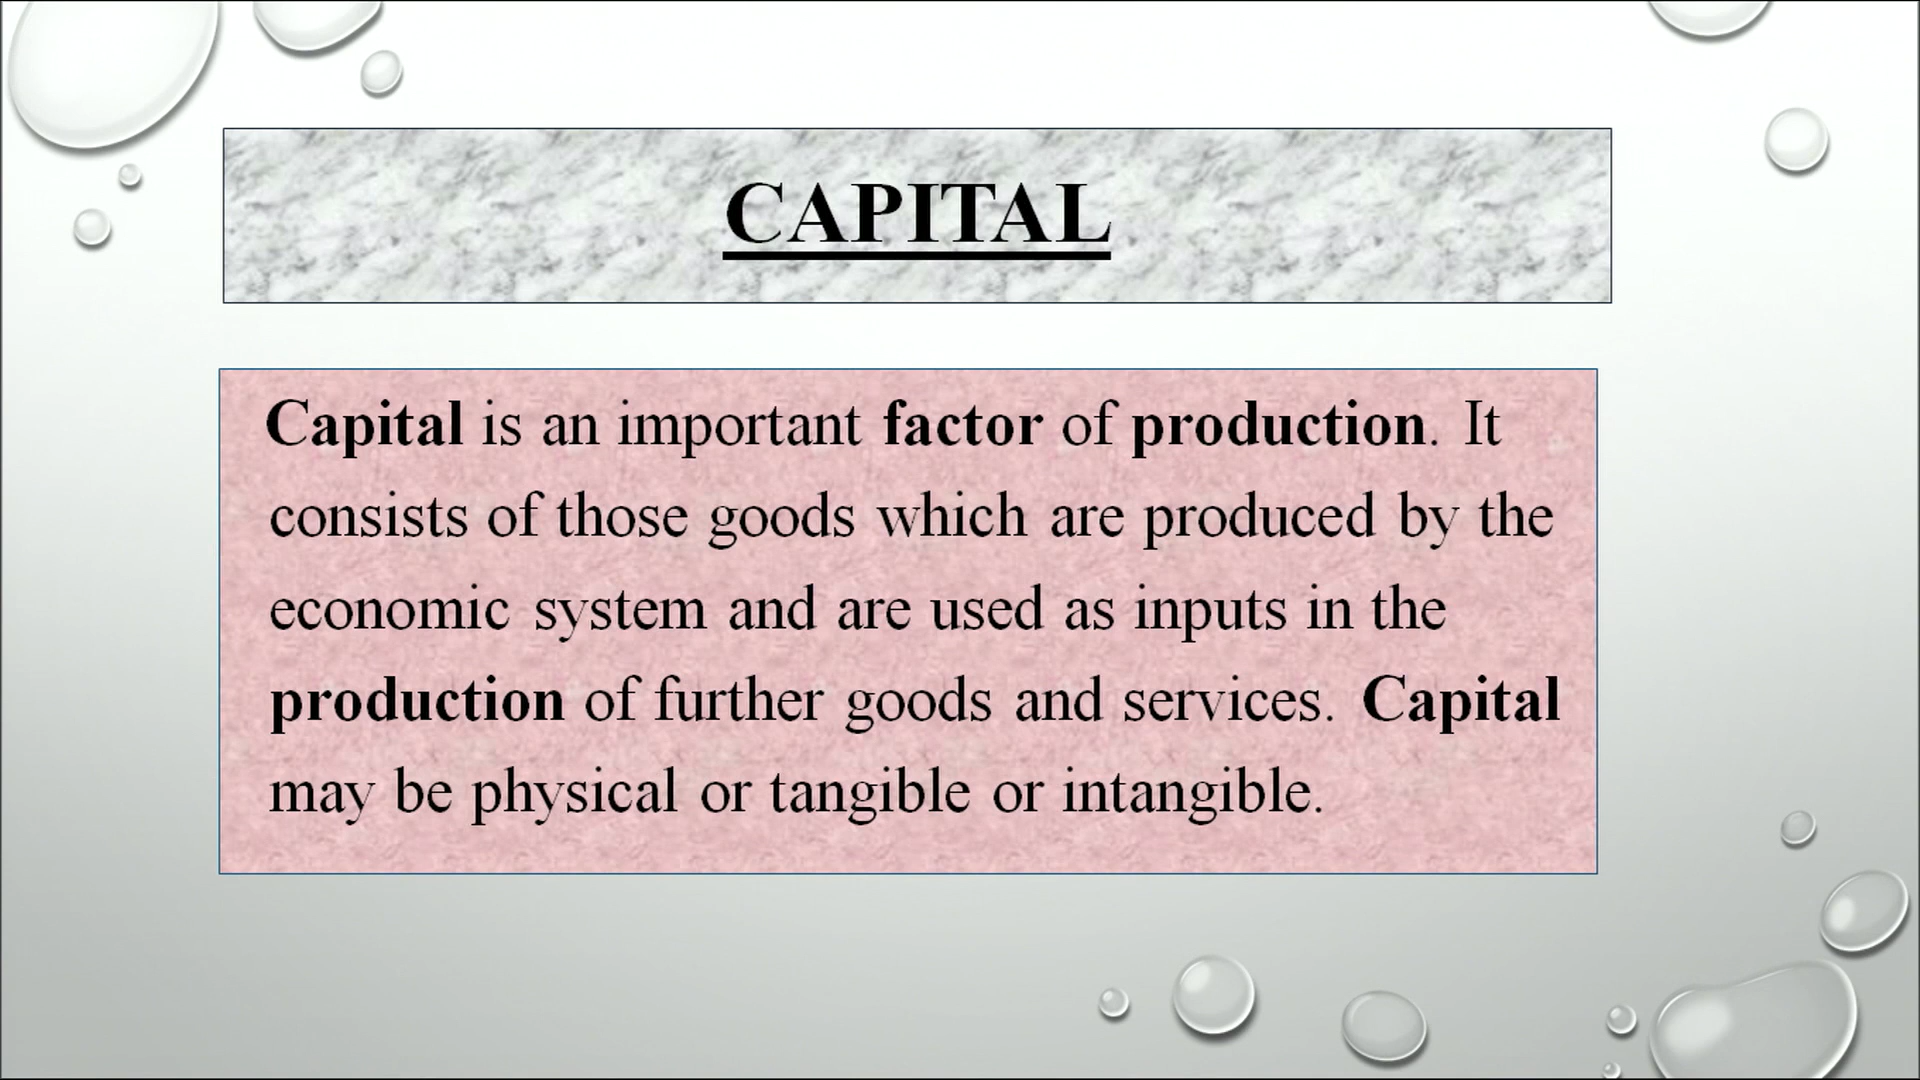 CAPITAL
Capital is an important factor of production. It
consists of those goods which are produced by the
economic system and are used as inputs in the
production of further goods and services. Capital
may be physical or tangible or intangible.